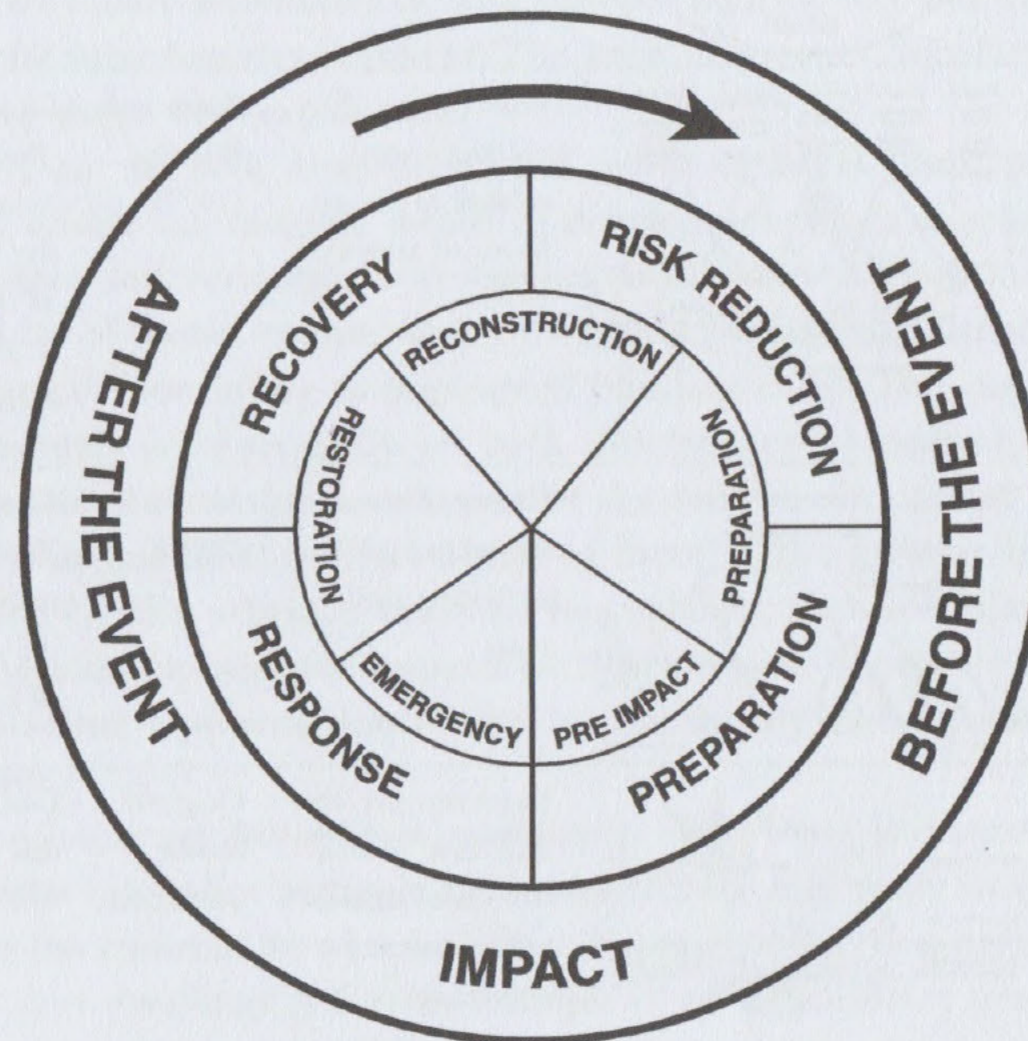 AFTER THE EVENT
BEFORE THE EVENT
IMPACT
RECOVERY
RISK REDUCTION
PREPARATION
RESPONSE
RECONSTRUCTION
PREPARATION
PRE IMPACT
EMERGENCY
RESTORATION